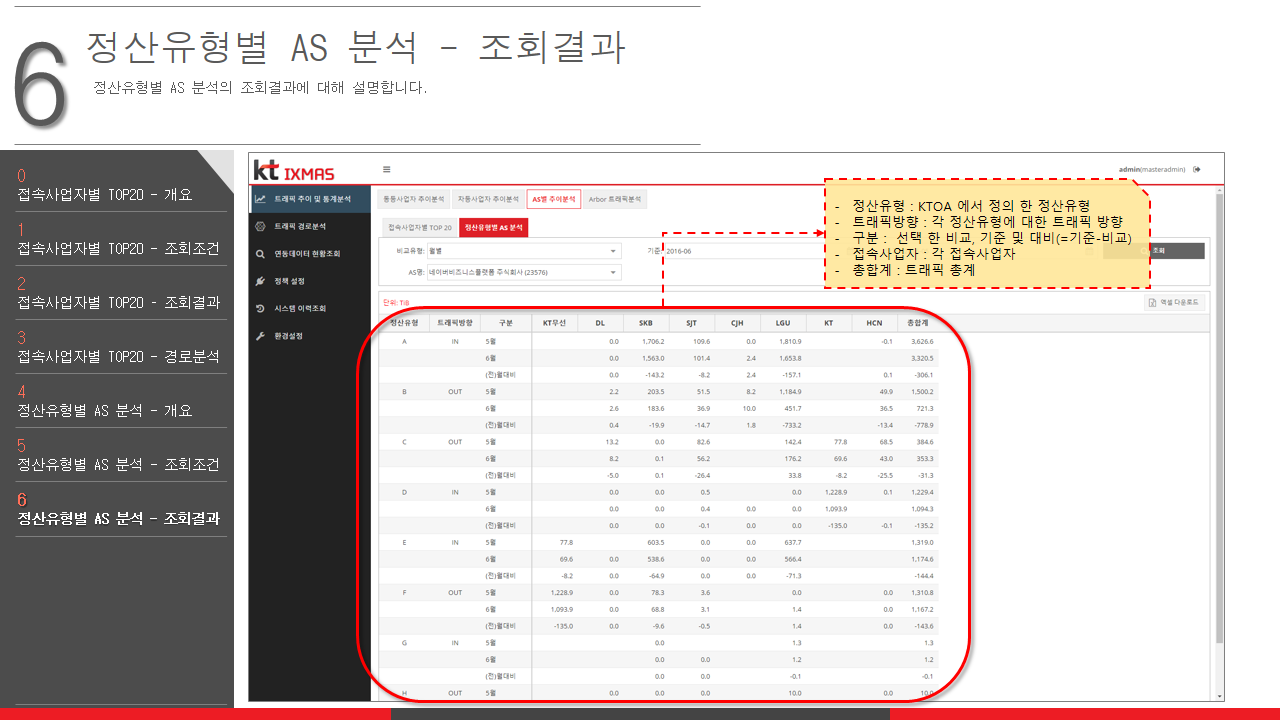 6
정산유형별 AS 분석 - 조회결과
정산유형별 AS 분석의 조회결과에 대해 설명합니다.
0
접속사업자별 TOP20 - 개요
1
접속사업자별 TOP20 - 조회조건
2
접속사업자별 TOP20 - 조회결과
3
접속사업자별 TOP20 - 경로분석
4
정산유형별 AS 분석 - 개요
5
정산유형별 AS 분석 - 조회조건
6
정산유형별 AS 분석 - 조회결과
kt IXMAS
admin(masteradmin)
트래픽 추이 및 통계분석
트래픽 경로분석
연동데이터 현황조회
정책 설정
시스템 이력조회
환경설정
동등사업자 추이분석 차등사업자 추이분석 AS별 추이분석 Arbor 트래픽분석
접속사업자별 TOP 20 정산유형별 AS 분석
비교유형: 월별 기준: 2016-06 조회
AS명: 네이버비즈니스플랫폼 주식회사 (23576)
- 정산유형 : KTOA 에서 정의 한 정산유형
- 트래픽방향 : 각 정산유형에 대한 트래픽 방향
- 구분 : 선택 한 비교, 기준 및 대비(=기준-비교)
- 접속사업자 : 각 접속사업자
- 총합계 : 트래픽 총계
단위: TiB 엑셀 다운로드
정산유형 트래픽방향 구분 KT무선 DL SKB SJT CJH LGU KT HCN 총합계
A IN 5월 0.0 1,706.2 109.6 0.0 1,810.9 -0.1 3,626.6
6월 0.0 1,563.0 101.4 2.4 1,653.8 3,320.5
(전)월대비 0.0 -143.2 -8.2 2.4 -157.1 0.1 -306.1
B OUT 5월 2.2 203.5 51.5 8.2 1,184.9 49.9 1,500.2
6월 2.6 183.6 36.9 10.0 451.7 36.5 721.3
(전)월대비 0.4 -19.9 -14.7 1.8 -733.2 -13.4 -778.9
C OUT 5월 13.2 0.0 82.6 142.4 77.8 68.5 384.6
6월 8.2 0.1 56.2 176.2 69.6 43.0 353.3
(전)월대비 -5.0 0.1 -26.4 33.8 -8.2 -25.5 -31.3
D IN 5월 0.0 0.0 0.5 0.0 1,228.9 0.1 1,229.4
6월 0.0 0.0 0.4 0.0 0.0 1,093.9 1,094.3
(전)월대비 0.0 0.0 -0.1 0.0 0.0 -135.0 -0.1 -135.2
E IN 5월 77.8 603.5 0.0 0.0 637.7 1,319.0
6월 69.6 0.0 538.6 0.0 0.0 566.4 1,174.6
(전)월대비 -8.2 0.0 -64.9 0.0 0.0 -71.3 -144.4
F OUT 5월 1,228.9 0.0 78.3 3.6 0.0 0.0 1,310.8
6월 1,093.9 0.0 68.8 3.1 1.4 0.0 1,167.2
(전)월대비 -135.0 0.0 -9.6 -0.5 1.4 0.0 -143.6
G IN 5월 0.0 1.3 1.3
6월 0.0 0.0 1.2 1.2
(전)월대비 0.0 0.0 -0.1 -0.1
H OUT 5월 0.0 0.0 0.0 10.0 0.0 10.0